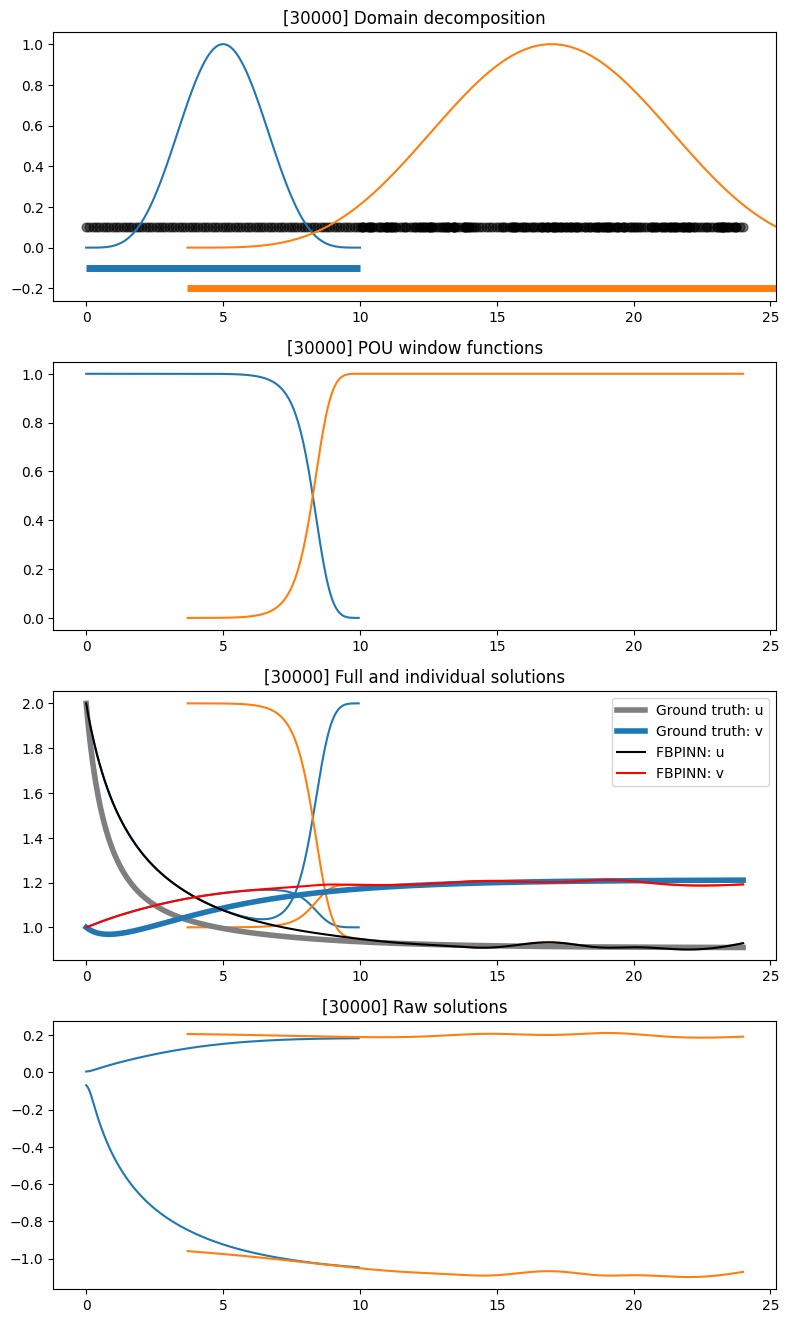 [30000] Domain decomposition
1.0
0.8
0.6
0.4
0.2
0.0
−0.2
0 5 10 15 20 25
[30000] POU window functions
1.0
0.8
0.6
0.4
0.2
0.0
0 5 10 15 20 25
[30000] Full and individual solutions
2.0
1.8
1.6
1.4
1.2
1.0
Ground truth: u
Ground truth: v
FBPINN: u
FBPINN: v
0 5 10 15 20 25
[30000] Raw solutions
0.2
0.0
−0.2
−0.4
−0.6
−0.8
−1.0
0 5 10 15 20 25